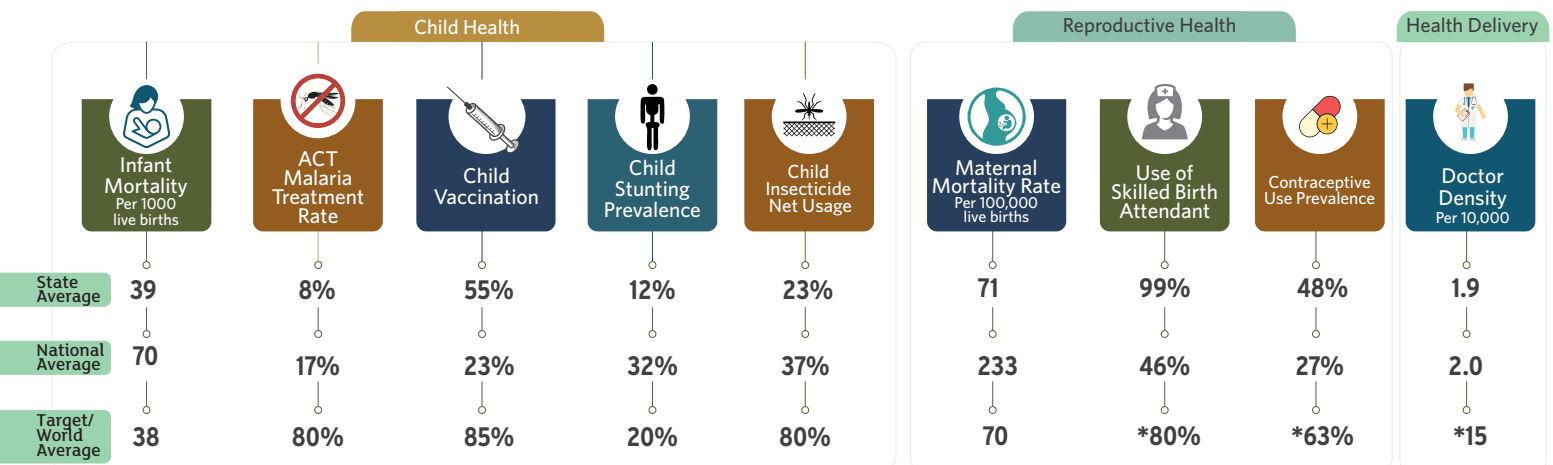 Child Health
Reproductive Health
Health Delivery
Infant
Mortality
Per 1000
live births
ACT
Malaria
Treatment
Rate
Child
Vaccination
Child
Stunting
Prevalence
Child
Insecticide
Net Usage
Maternal
Mortality Rate
Per 100,000
live births
Use of
Skilled Birth
Attendant
Contraceptive
Use Prevalence
Doctor
Density
Per 10,000
State
Average
39
8%
55%
12%
23%
71
99%
48%
1.9
National
Average
70
17%
23%
32%
37%
233
46%
27%
2.0
Target/
World
Average
38
80%
85%
20%
80%
70
*80%
*63%
*15